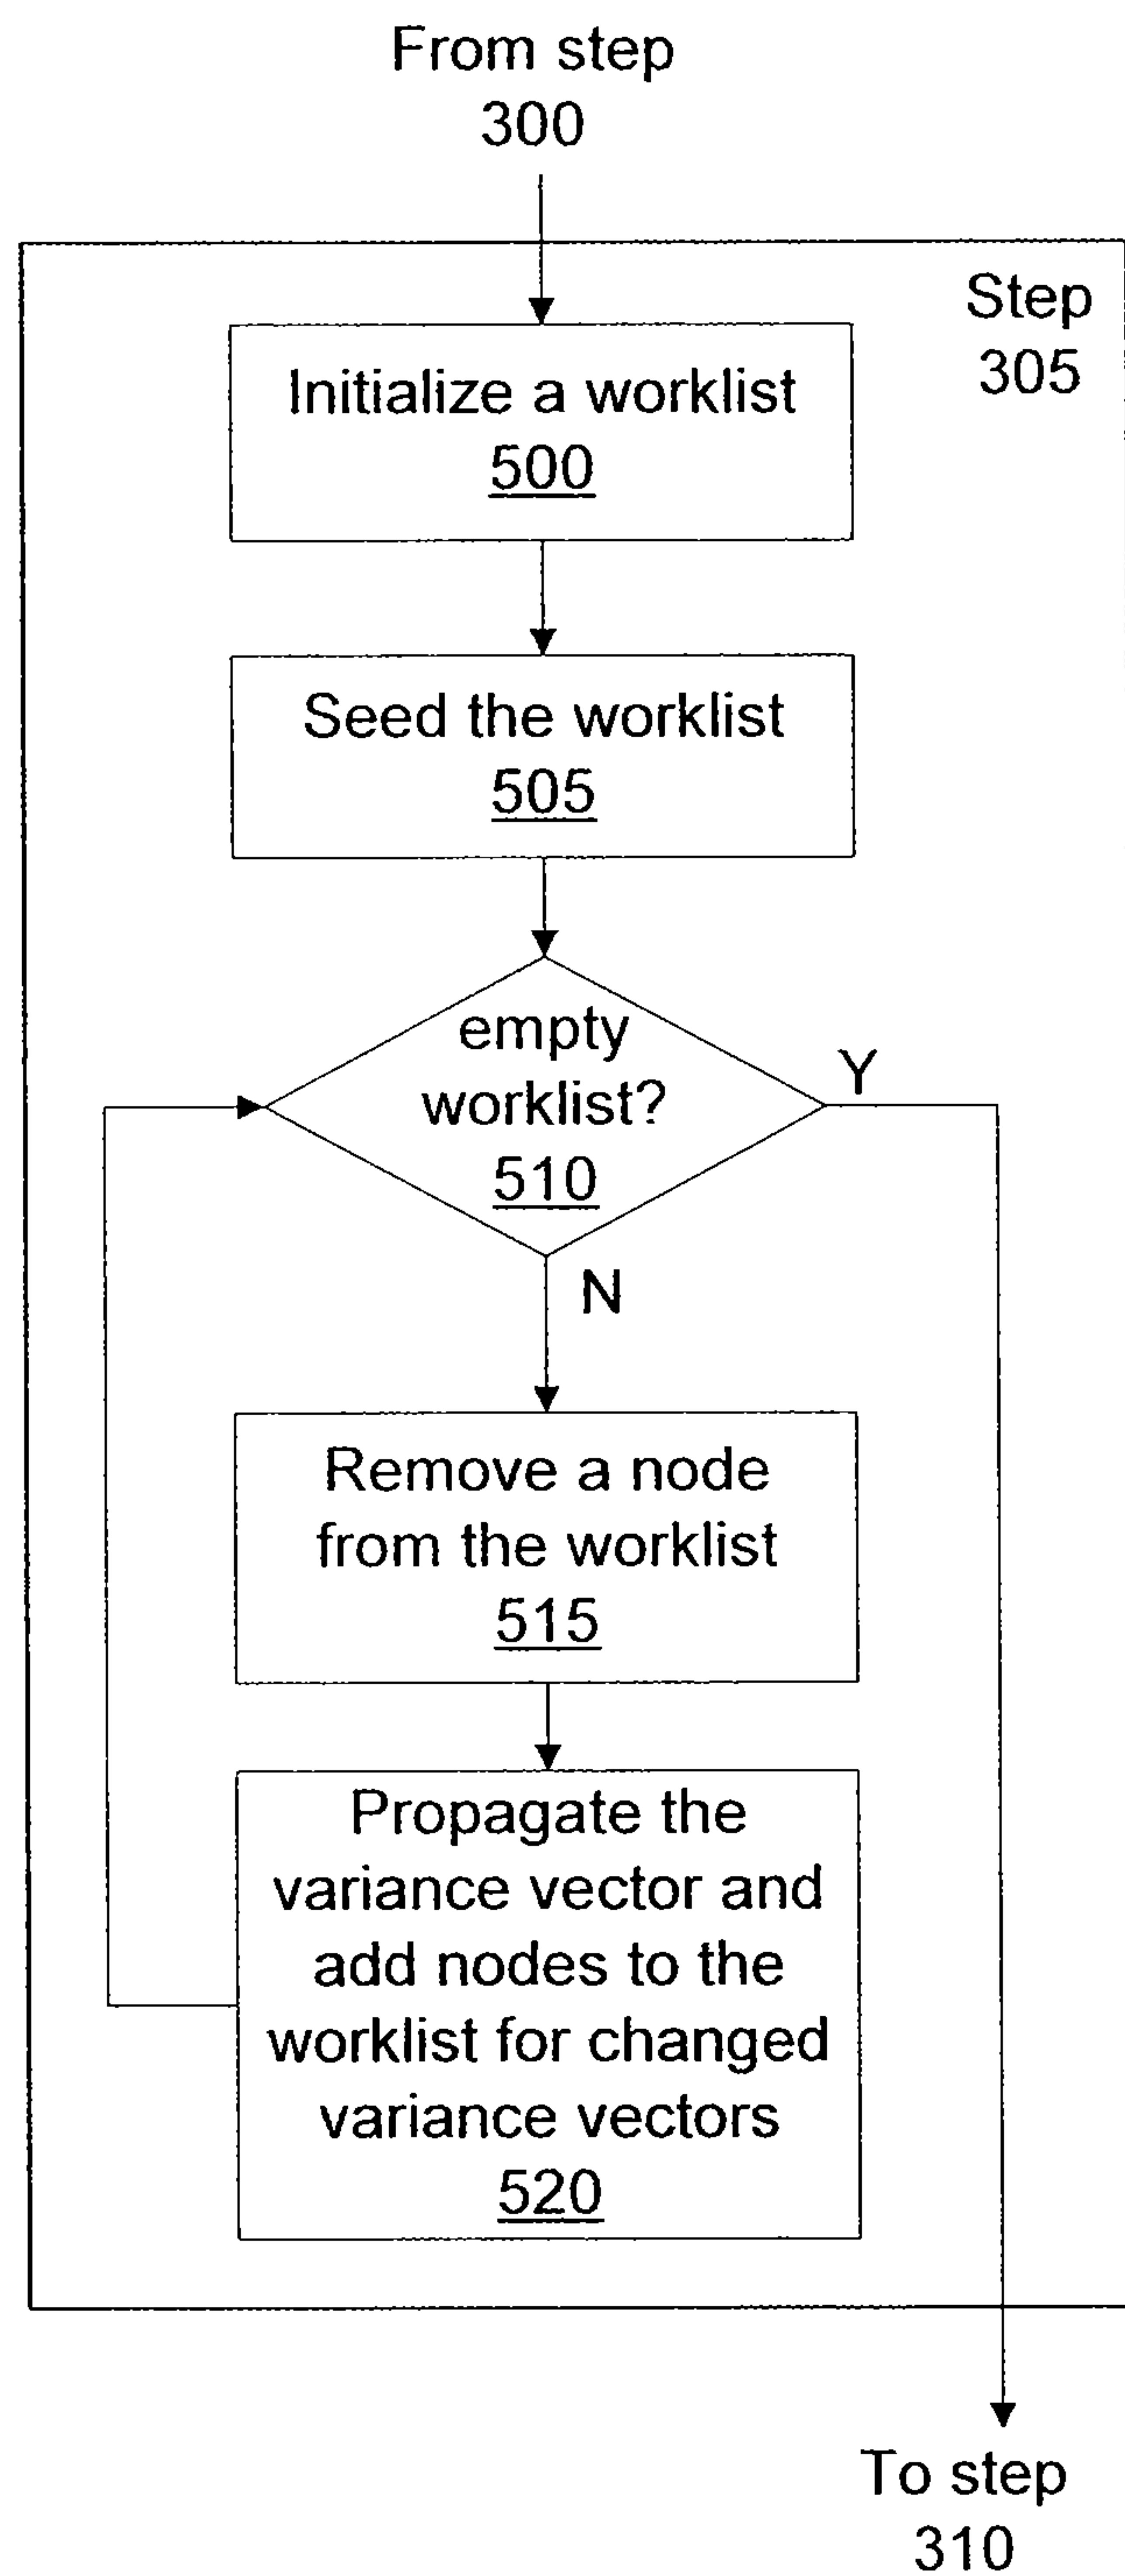 From step
300
Step
305
Initialize a worklist
500
Seed the worklist
505
empty
worklist?
510
Y
N
Remove a node
from the worklist
515
Propagate the
variance vector and
add nodes to the
worklist for changed
variance vectors
520
To step
310